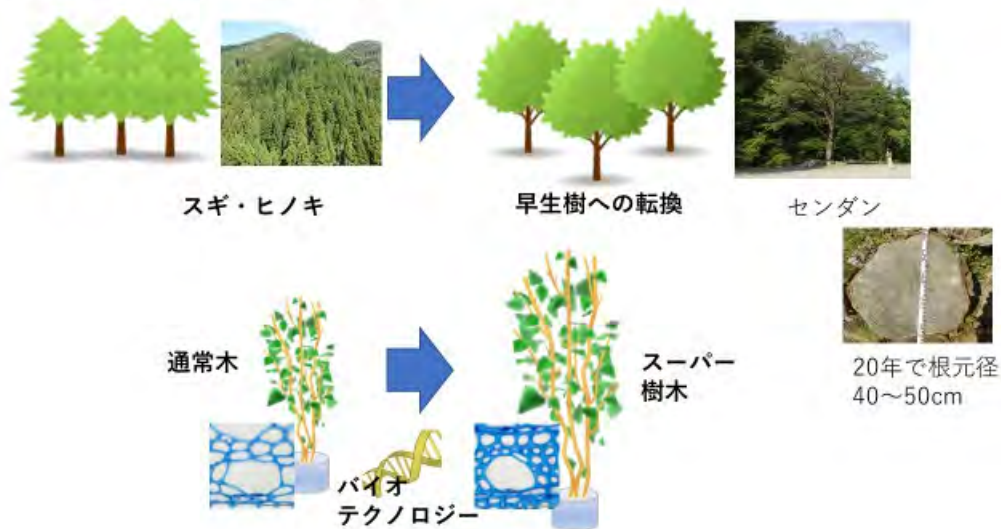 スギ・ヒノキ
早生樹への転換
センダン
20年で根元径
40～50cm
通常木
スーパー
樹木
バイオ
テクノロジー